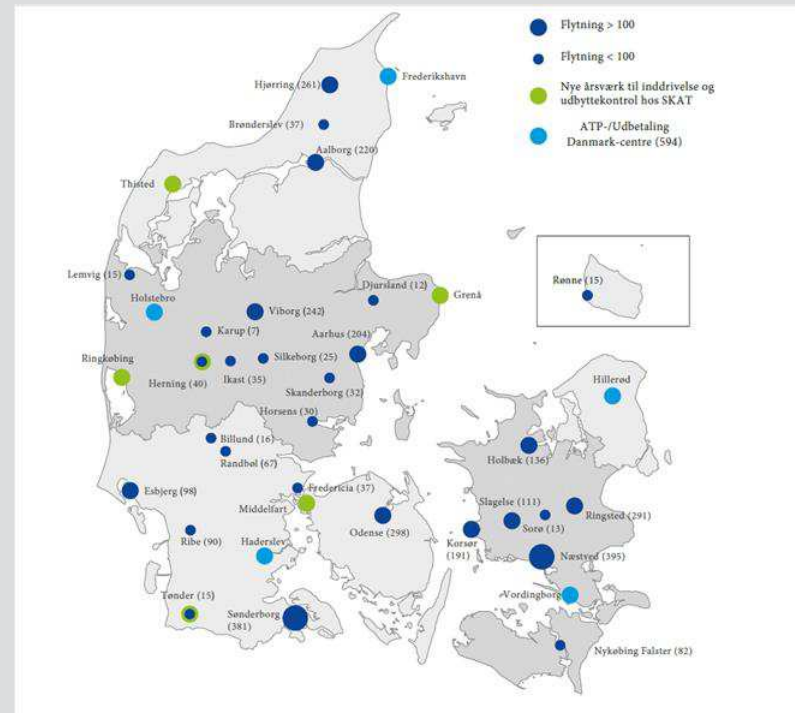 Flytning > 100
Flytning < 100
Nye årsværk til inddrivelse og
udbyttekontrol hos SKAT
ATP-/Udbetaling
Danmark-centre (594)
Hjørring (261)
Frederikshavn
Brønderslev (37)
Aalborg (220)
Thisted
Lemvig (15)
Holstebro
Djursland (12)
Grenå
Rønne (15)
Viborg (242)
Karup (7)
Aarhus (204)
Ringkøbing
Herning (40)
Ikast (35)
Silkeborg (25)
Skanderborg (32)
Hillerød
Horsens (30)
Billund (16)
Randbøl (67)
Holbæk (136)
Esbjerg (98)
Fredericia (37)
Middelfart
Slagelse (111)
Ringsted (291)
Sorø (13)
Odense (298)
Korsør
(191)
Ribe (90)
Haderslev
Næstved (395)
Tønder (15)
Vordingborg
Sønderborg
(381)
Nykøbing Falster (82)